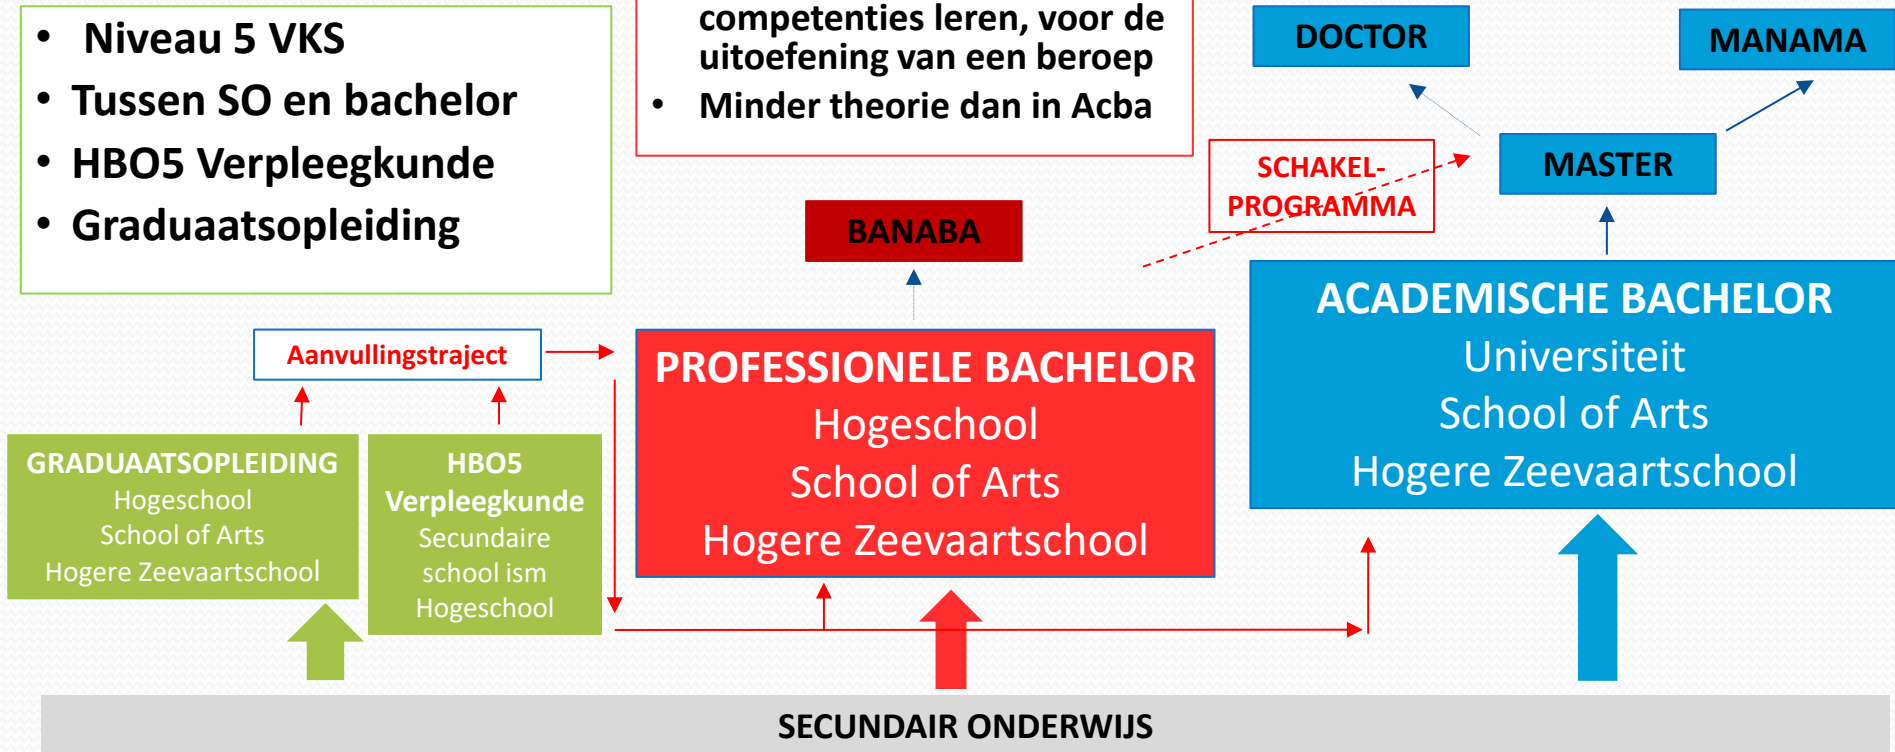 • Niveau 5 VKS
• Tussen SO en bachelor
• HBO5 Verpleegkunde
• Graduaatsopleiding
competenties leren, voor de
uitoefening van een beroep
• Minder theorie dan in Acba
DOCTOR
MANAMA
SCHAKEL-
PROGRAMMA
MASTER
BANABA
ACADEMISCHE BACHELOR
Universiteit
School of Arts
Hogere Zeevaartschool
Aanvullingstraject
PROFESSIONELE BACHELOR
Hogeschool
School of Arts
Hogere Zeevaartschool
GRADUAATSOPLEIDING
Hogeschool
School of Arts
Hogere Zeevaartschool
HBO5
Verpleegkunde
Secundaire
school ism
Hogeschool
SECUNDAIR ONDERWIJS